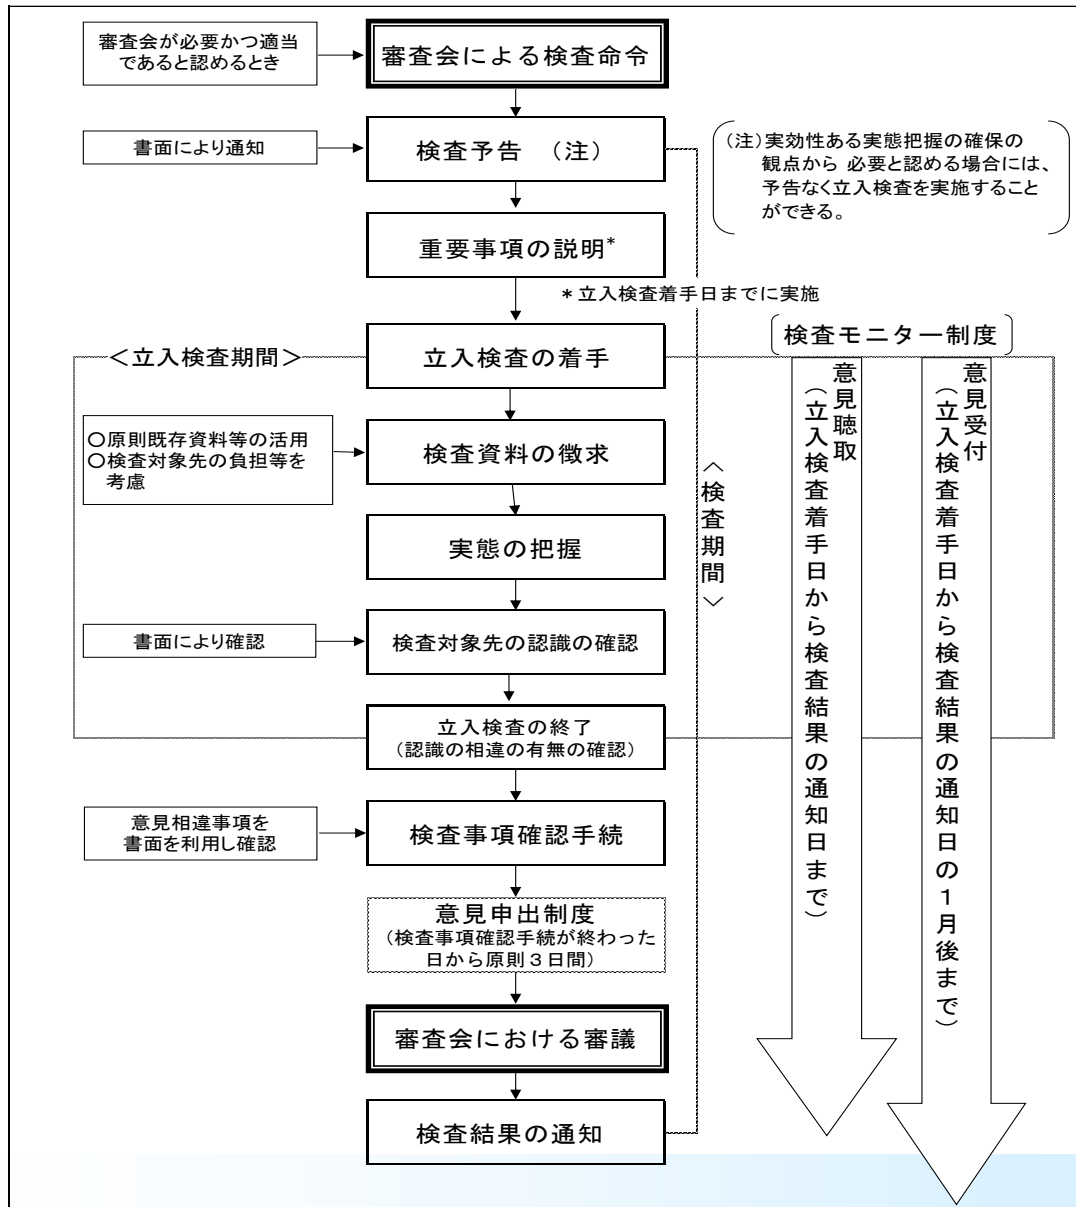 審査会が必要かつ適当
であると認めるとき
審査会による検査命令
書面により通知
検査予告 （注）
（注）実効性ある実態把握の確保の
観点から 必要と認める場合には、
予告なく立入検査を実施すること
ができる。
重要事項の説明*
＊立入検査着手日までに実施
検査モニター制度
＜立入検査期間＞
立入検査の着手
○原則既存資料等の活用
○検査対象先の負担等を
考慮
検査資料の徴求
実態の把握
書面により確認
検査対象先の認識の確認
立入検査の終了
（認識の相違の有無の確認）
意見相違事項を
書面を利用し確認
検査事項確認手続
意見申出制度
（検査事項確認手続が終わった
日から原則３日間）
審査会における審議
検査結果の通知
＜検査期間＞
意見聴取
（立入検査着手日から検査結果の通知日まで）
意見受付
（立入検査着手日から検査結果の通知日の１月後まで）